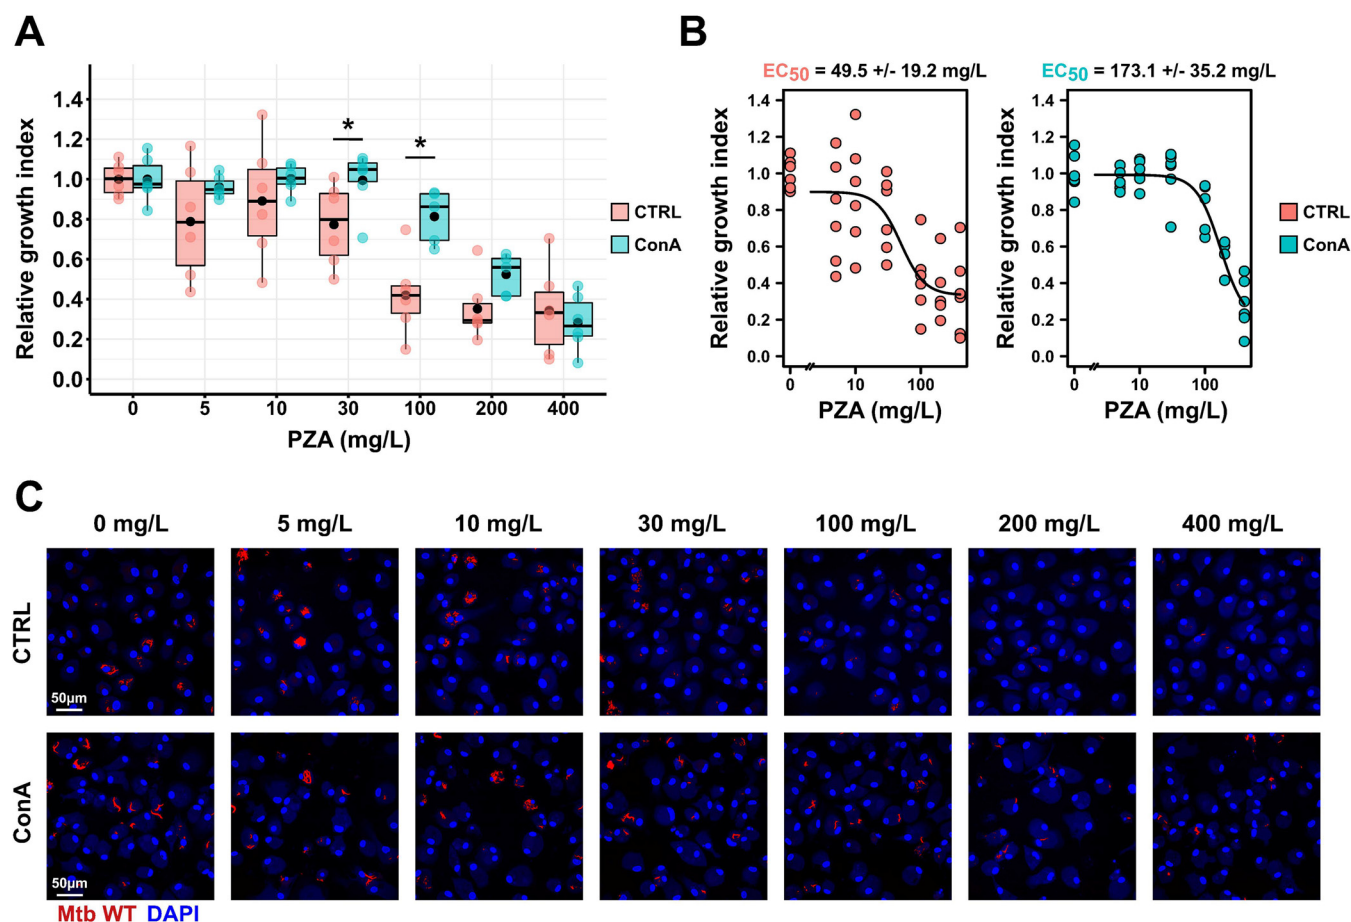 A
Relative growth index
1.4
1.2
1.0
0.8
0.6
0.4
0.2
0.0
*
*
0 5 10 30 100 200 400
PZA (mg/L)
CTRL
ConA
B
EC50 = 49.5 +/- 19.2 mg/L
Relative growth index
1.4
1.2
1.0
0.8
0.6
0.4
0.2
0.0
0 10 100
PZA (mg/L)
EC50 = 173.1 +/- 35.2 mg/L
Relative growth index
1.4
1.2
1.0
0.8
0.6
0.4
0.2
0.0
0 10 100
PZA (mg/L)
CTRL
ConA
C
0 mg/L 5 mg/L 10 mg/L 30 mg/L 100 mg/L 200 mg/L 400 mg/L
CTRL
50µm
ConA
50µm
Mtb WT DAPI